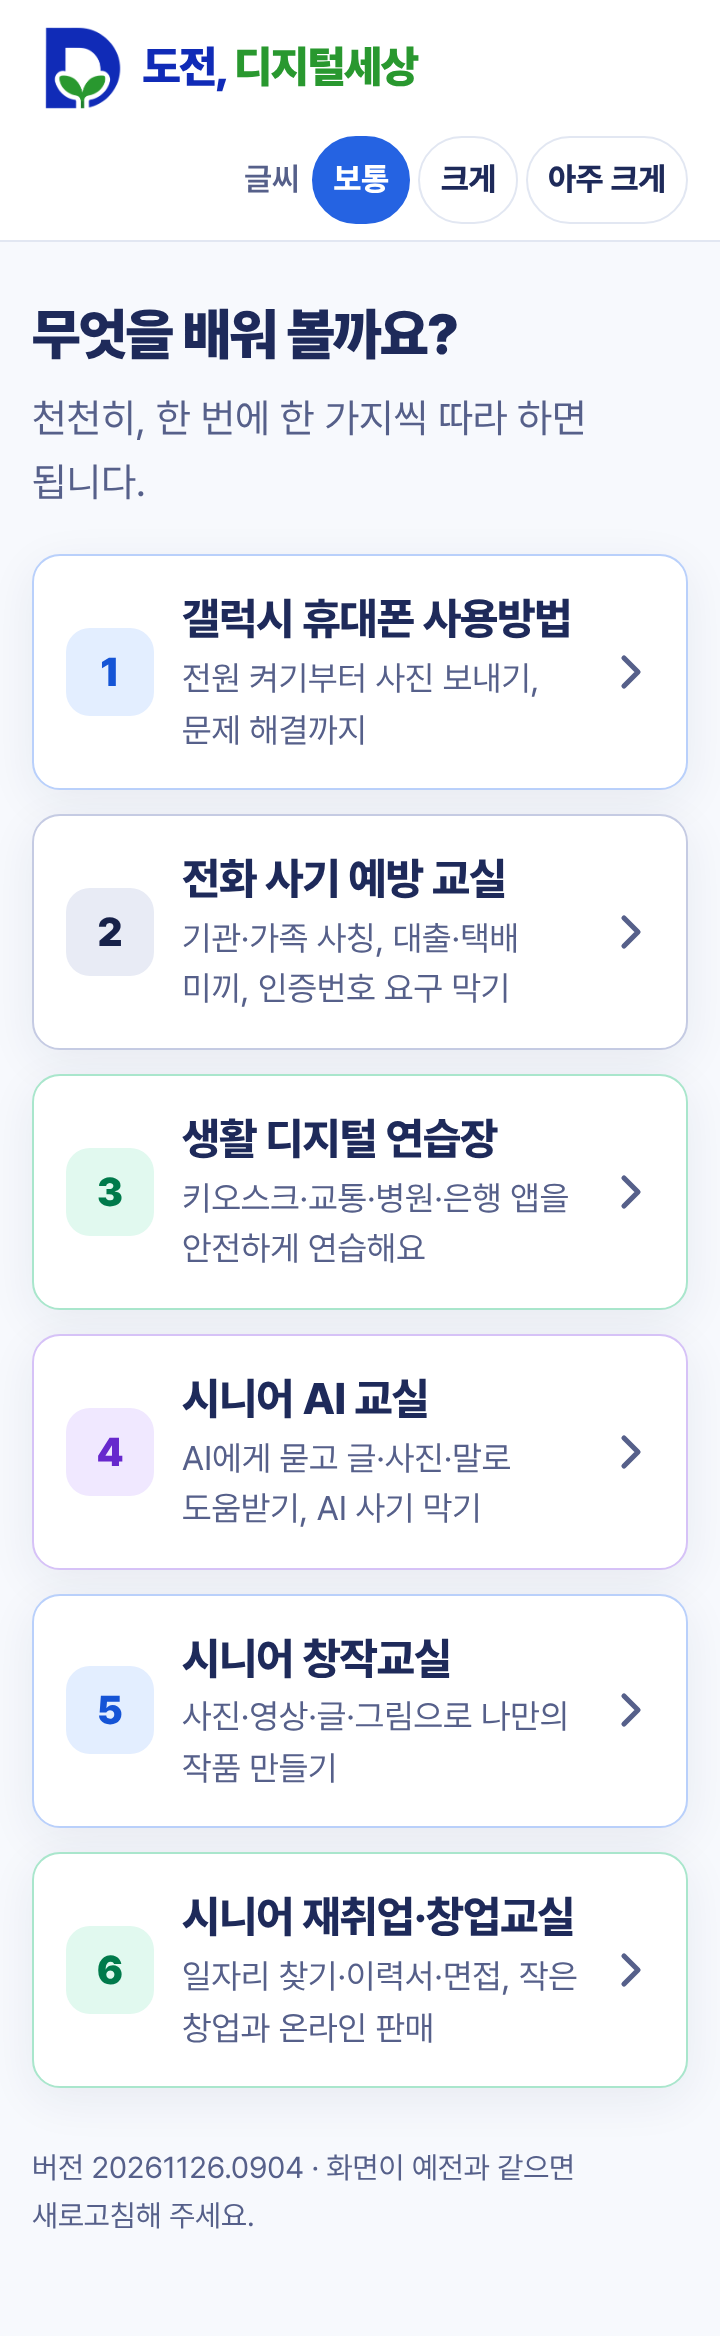 도전, 디지털세상
글씨 보통 크게 아주 크게
무엇을 배워 볼까요?
천천히, 한 번에 한 가지씩 따라 하면
됩니다.
1
갤럭시 휴대폰 사용방법
전원 켜기부터 사진 보내기,
문제 해결까지
2
전화 사기 예방 교실
기관·가족 사칭, 대출·택배
미끼, 인증번호 요구 막기
3
생활 디지털 연습장
키오스크·교통·병원·은행 앱을
안전하게 연습해요
4
시니어 AI 교실
AI에게 묻고 글·사진·말로
도움받기, AI 사기 막기
5
시니어 창작교실
사진·영상·글·그림으로 나만의
작품 만들기
6
시니어 재취업·창업교실
일자리 찾기·이력서·면접, 작은
창업과 온라인 판매
버전 20261126.0904 · 화면이 예전과 같으면
새로고침해 주세요.